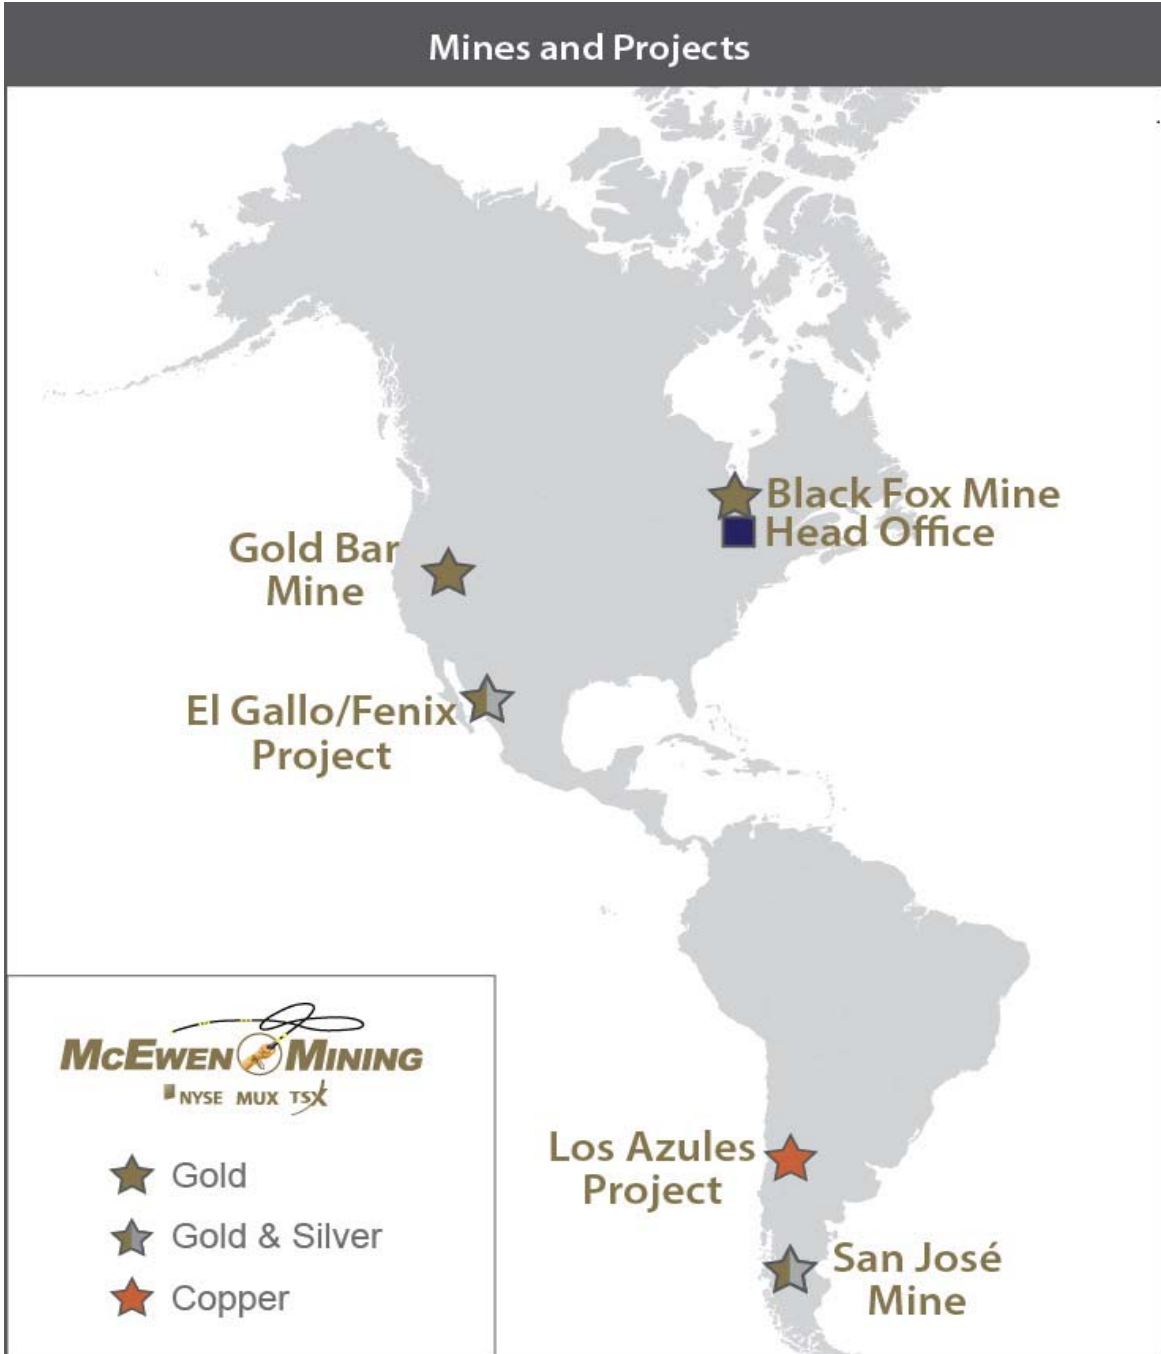 Mines and Projects
Black Fox Mine
Head Office
Gold Bar
Mine
El Gallo/Fenix
Project
Los Azules
Project
San José
Mine
McEWEN MINING
NYSE MUX TSX
Gold
Gold & Silver
Copper